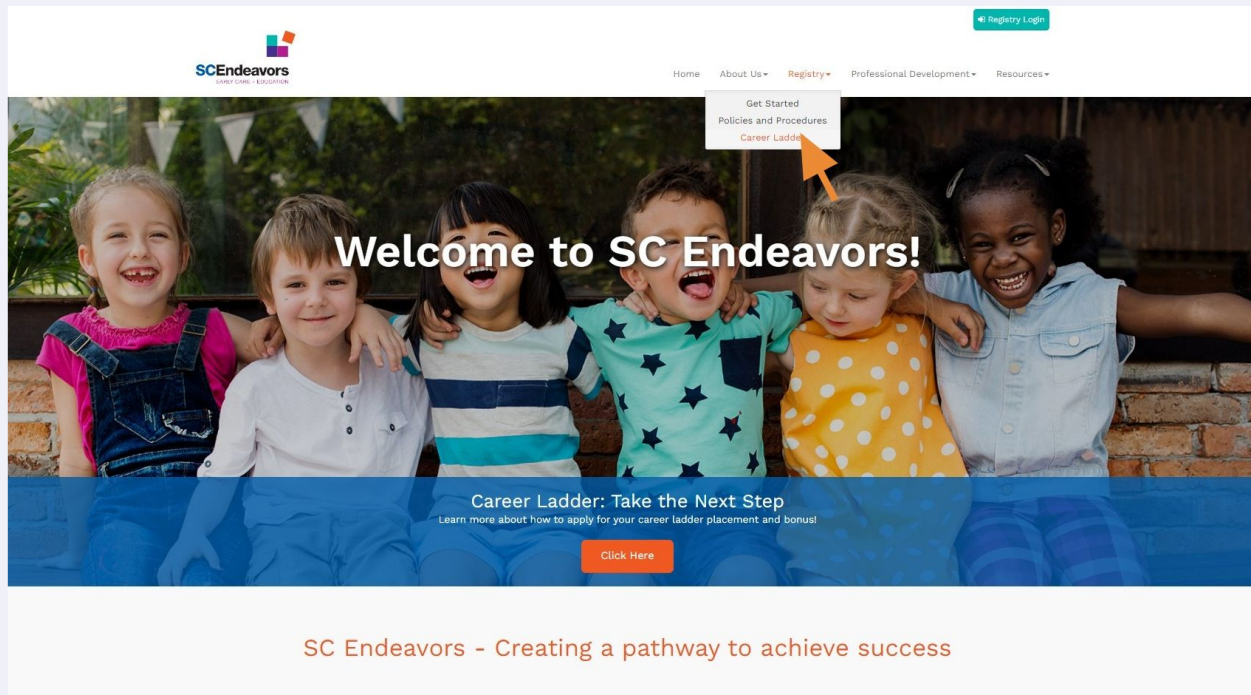 Registry Login
SCEndeavors
EARLY CARE + EDUCATION
Home About Us Registry Professional Development Resources
Get Started
Policies and Procedures
Career
Welcome to SC Endeavors!
Career Ladder: Take the Next Step
Learn more about how to apply for your career ladder placement and bonus!
Click Here
SC Endeavors - Creating a pathway to achieve success